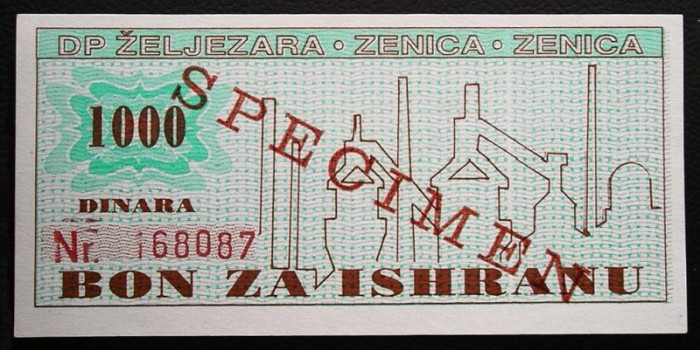 DP ŽELJEZARA • ZENICA • ZENICA
SPECIMEN
1000
DINARA
Nr. 168087
BON ZA ISHRANU